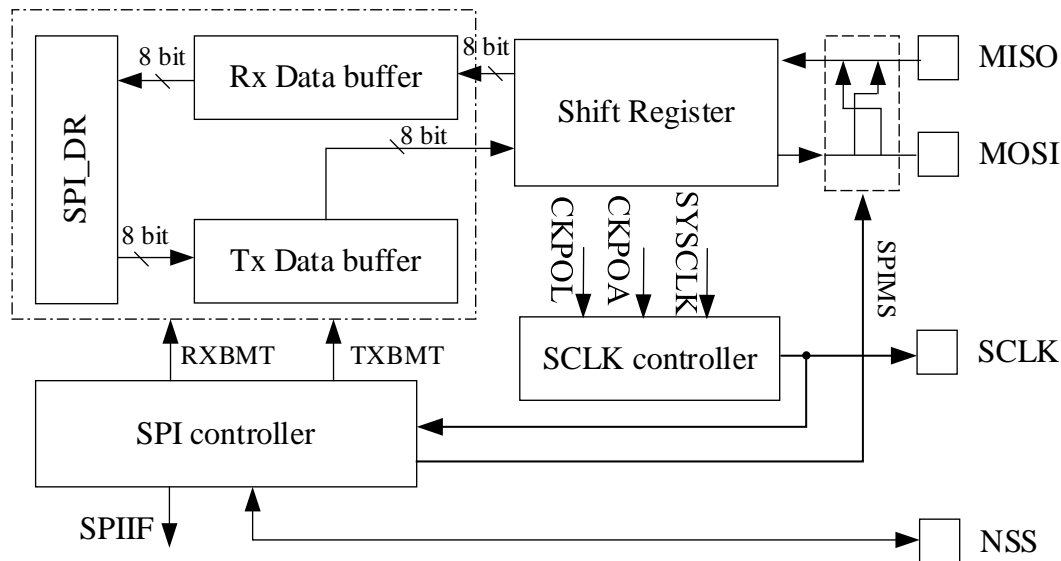 8 bit
Rx Data buffer
8 bit
Shift Register
MISO
SPI_DR
8 bit
MOSI
8 bit
Tx Data buffer
CKPOL
CKPOA
SYSCLK
SPIMS
RXBMT
TXBMT
SCLK controller
SCLK
SPI controller
SPIIF
NSS